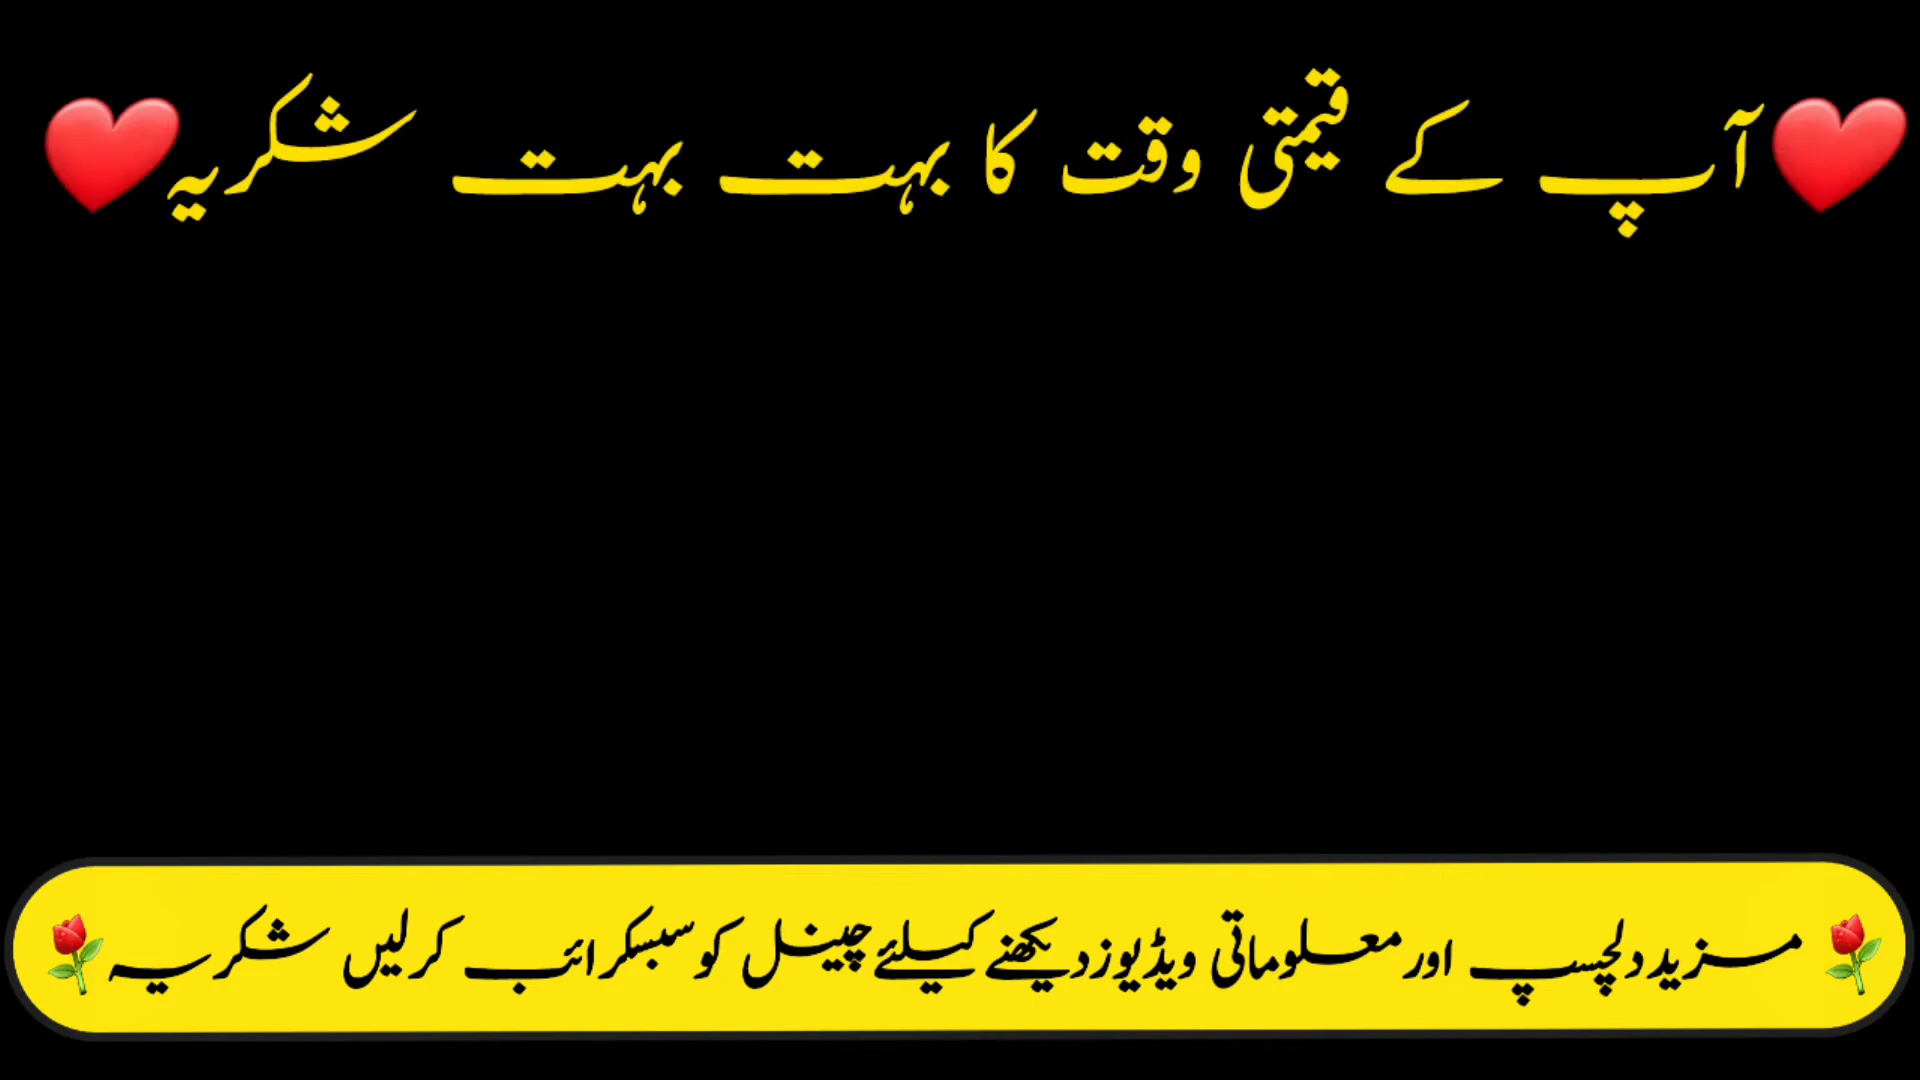 ❤️آپ کے قیمتی وقت کا بہت بہت شکریہ❤️
🌹 مزید دلچسپ اور معلوماتی ویڈیوز دیکھنے کیلئے چینل کو سبسکرائب کرلیں شکریہ🌹